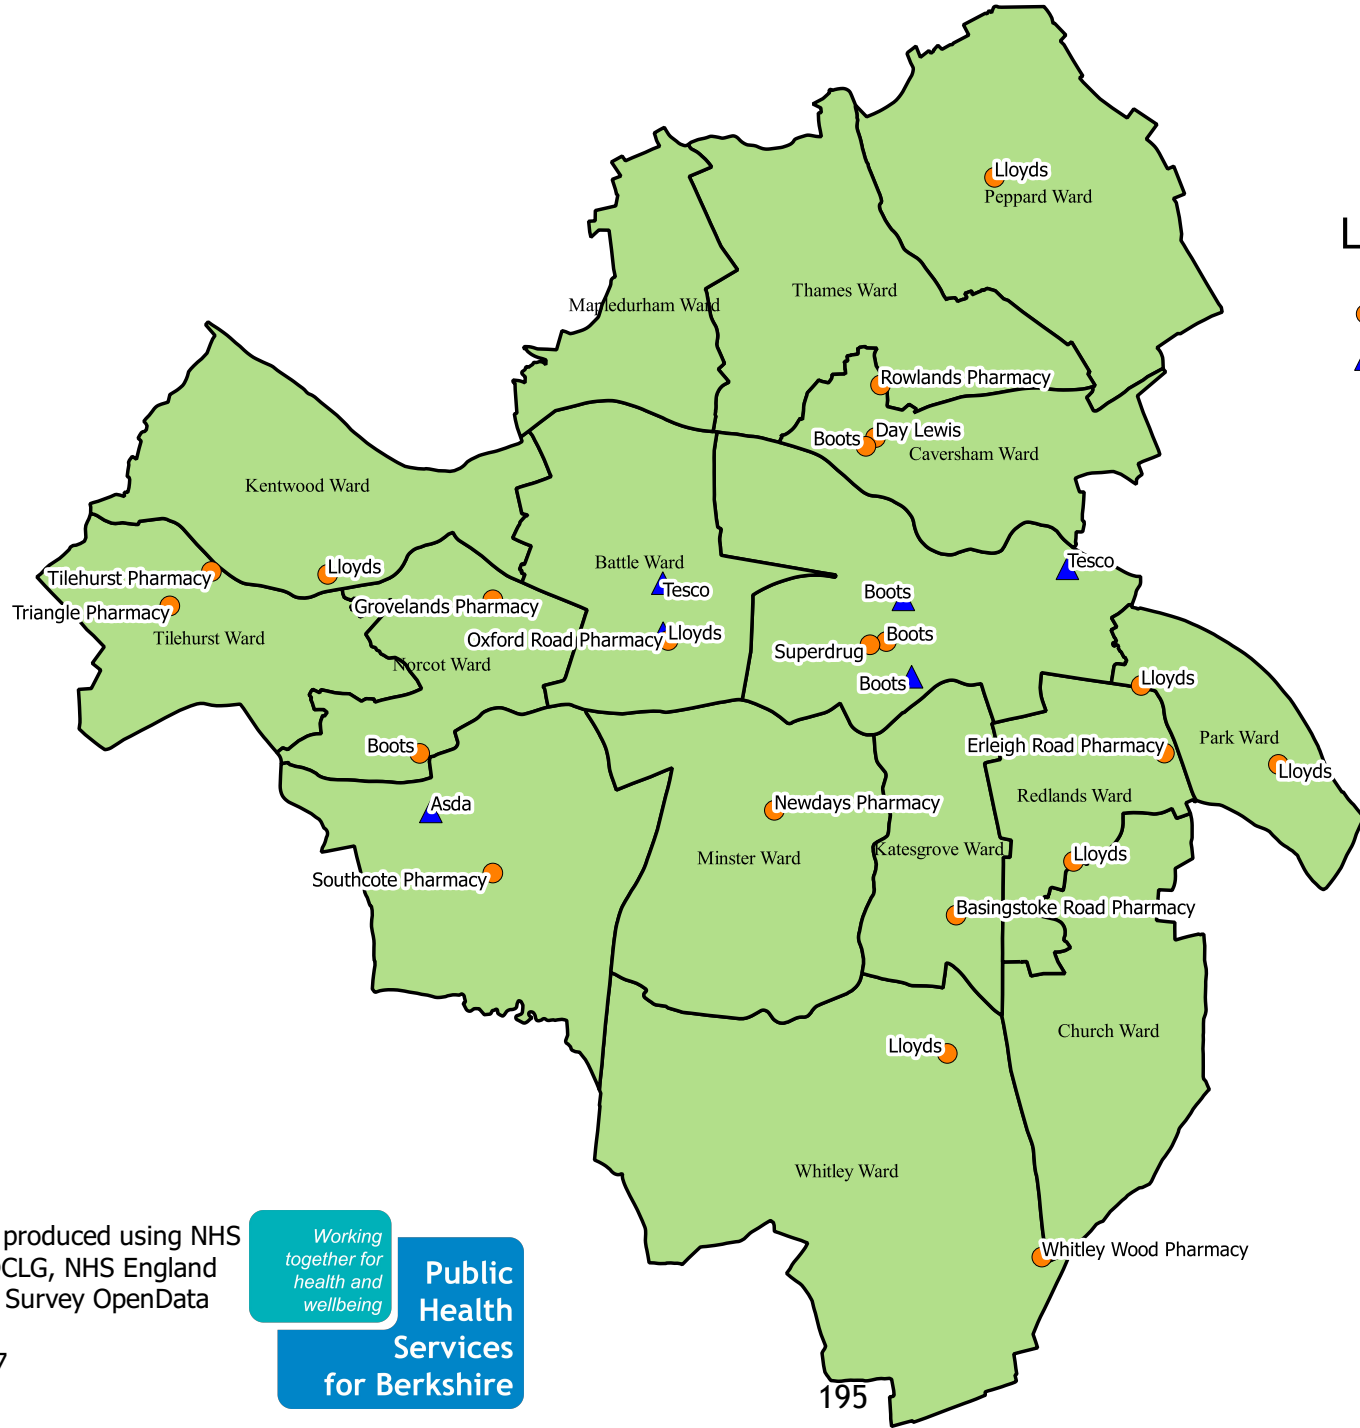 Lloyds
Peppard Ward
L
Mapledurham Ward
Thames Ward
Rowlands Pharmacy
Day Lewis
Boots
Caversham Ward
Kentwood Ward
Battle Ward
Tesco
Tesco
Tilehurst Pharmacy
Lloyds
Triangle Pharmacy
Grovelands Pharmacy
Tilehurst Ward
Norcot Ward
Oxford Road Pharmacy
Lloyds
Boots
Boots
Superdrug
Boots
Lloyds
Park Ward
Erleigh Road Pharmacy
Lloyds
Boots
Redlands Ward
Asda
Newdays Pharmacy
Minster Ward
Katesgrove Ward
Lloyds
Southcote Pharmacy
Basingstoke Road Pharmacy
Church Ward
Lloyds
Whitley Ward
Whitley Wood Pharmacy
produced using NHS
CLG, NHS England
Survey OpenData
7
Working
together for
health and
wellbeing
Public
Health
Services
for Berkshire
195